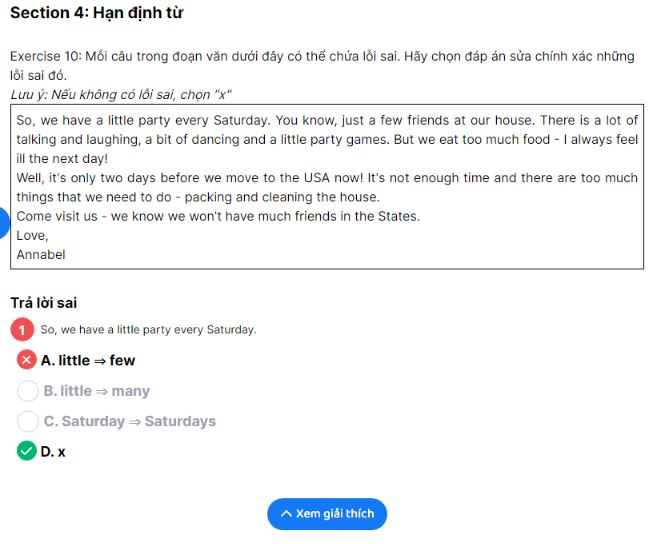 Section 4: Hạn định từ
Exercise 10: Mỗi câu trong đoạn văn dưới đây có thể chứa lỗi sai. Hãy chọn đáp án sửa chính xác những
lỗi sai đó.
Lưu ý: Nếu không có lỗi sai, chọn "x"
So, we have a little party every Saturday. You know, just a few friends at our house. There is a lot of
talking and laughing, a bit of dancing and a little party games. But we eat too much food - I always feel
ill the next day!
Well, it's only two days before we move to the USA now! It's not enough time and there are too much
things that we need to do - packing and cleaning the house.
Come visit us - we know we won't have much friends in the States.
Love,
Annabel
Trả lời sai
1 So, we have a little party every Saturday.
A. little ⇒ few
B. little ⇒ many
C. Saturday ⇒ Saturdays
D. x
Xem giải thích